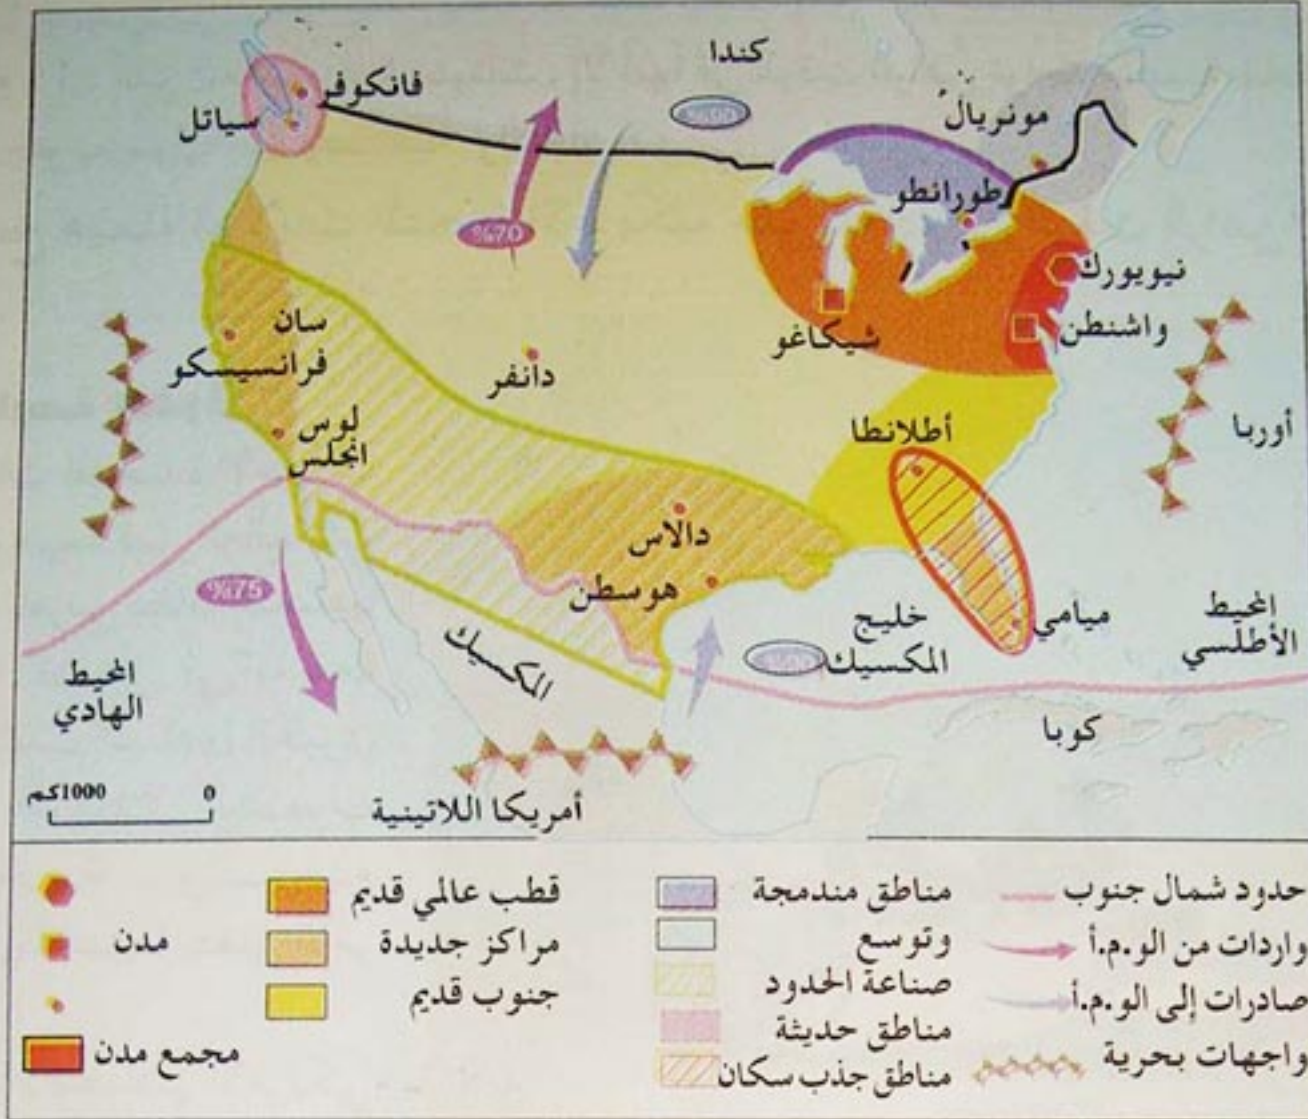 كندا
فانكوفر
سياتل
مونريال
طورانطو
%70
نيويورك
واشنطن
شيكاغو
سان
فرانسيسكو
دانفر
لوس
انجلس
أطلانطا
أوربا
دالاس
هوسطن
%75
خليج
المكسيك
ميامي
المحيط
الأطلسي
المكسيك
المحيط
الهادي
كوبا
أمريكا اللاتينية
0 1000كم
حدود شمال جنوب
واردات من الو.م.أ
صادرات إلى الو.م.أ
واجهات بحرية
مناطق مندمجة
وتوسع
صناعة الحدود
مناطق حديثة
مناطق جذب سكان
قطب عالمي قديم
مراكز جديدة
جنوب قديم
مدن
مجمع مدن